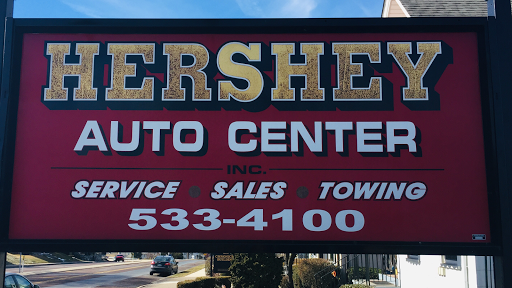 HERSHEY
AUTO CENTER
INC.
SERVICE • SALES • TOWING
533-4100